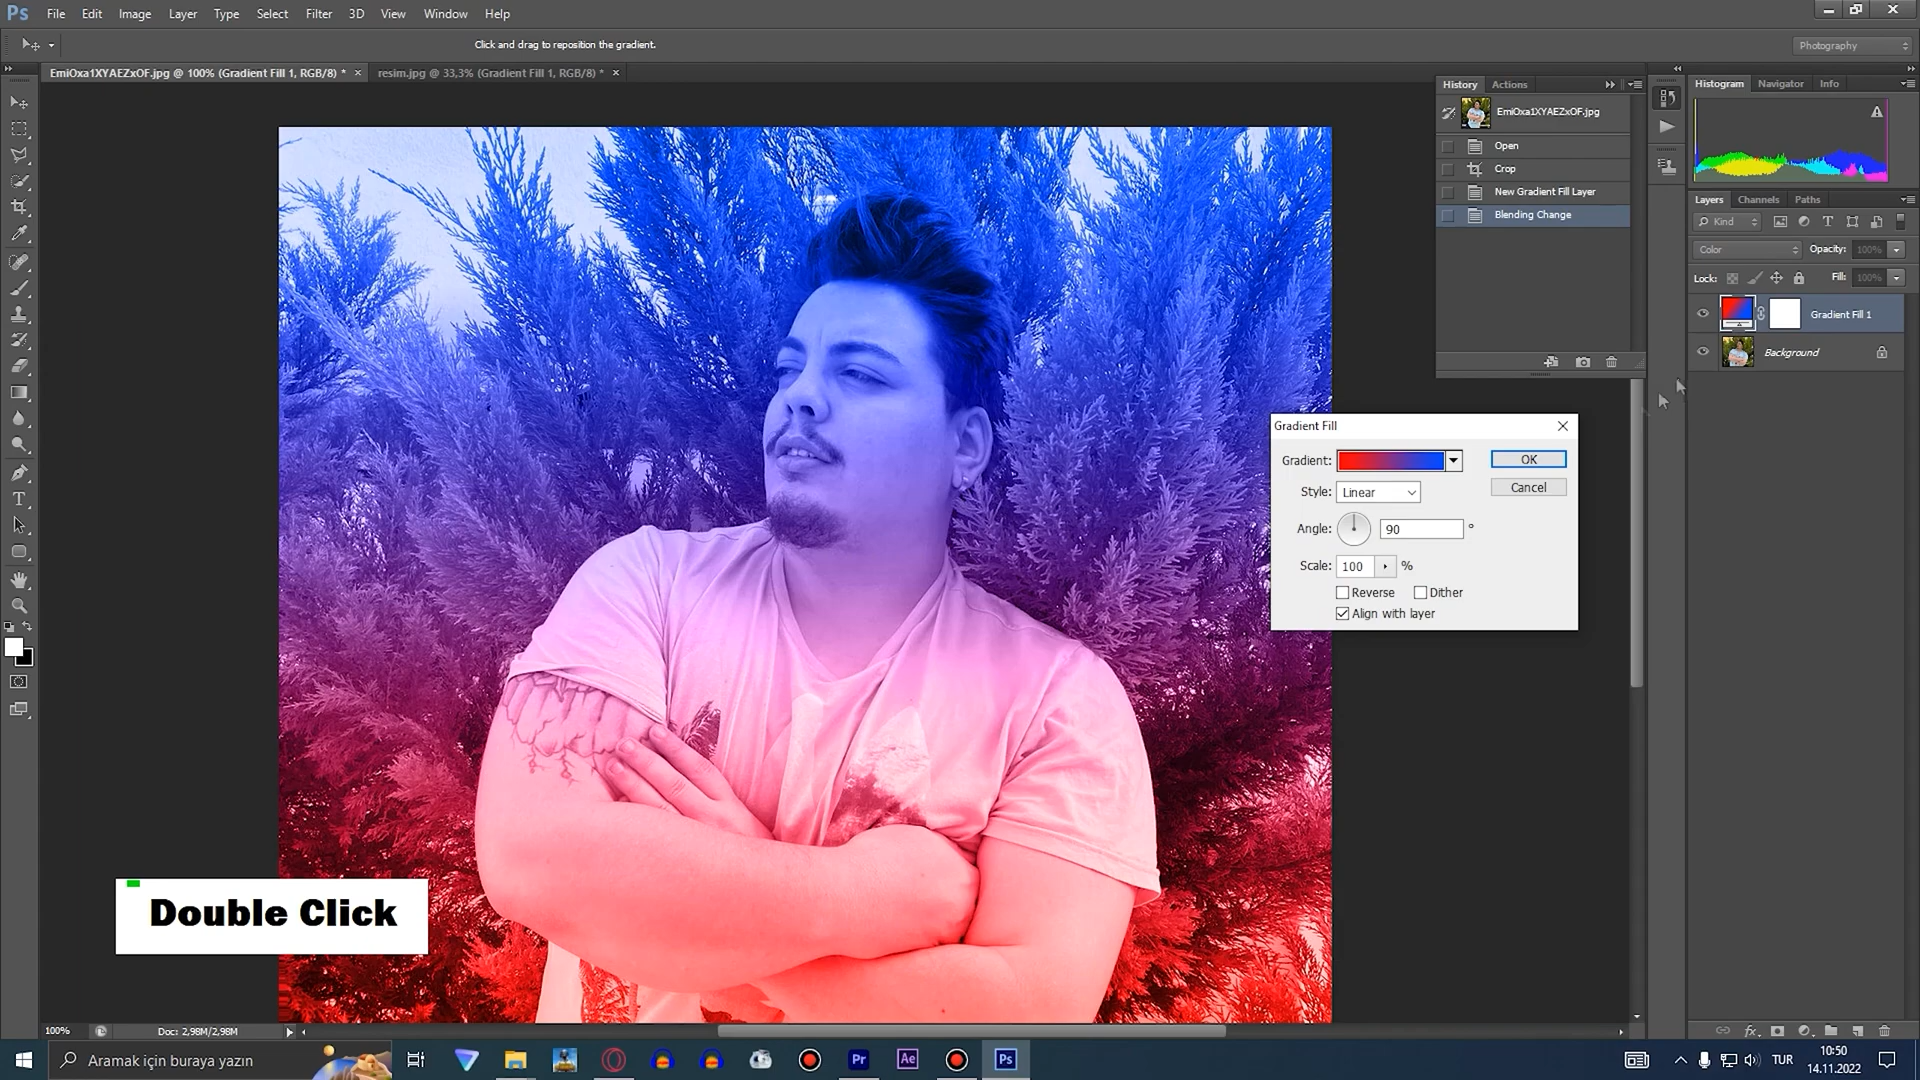 Ps File Edit Image Layer Type Select Filter 3D View Window Help
Click and drag to reposition the gradient.
Photography
EmiOxa1XYAEZxOF.jpg @ 100% (Gradient Fill 1, RGB/8) *
resim.jpg @ 33,3% (Gradient Fill 1, RGB/8) *
History Actions
EmiOxa1XYAEZxOF.jpg
Open
Crop
New Gradient Fill Layer
Blending Change
Histogram Navigator Info
Layers Channels Paths
Kind
Color Opacity: 100%
Lock: Fill: 100%
Gradient Fill 1
Background
Gradient Fill
Gradient: OK
Style: Linear Cancel
Angle: 90 °
Scale: 100 %
Reverse Dither
Align with layer
Double Click
100% Doc: 2,98M/2,98M
Aramak için buraya yazın
Pr Ae Ps
TUR
10:50
14.11.2022